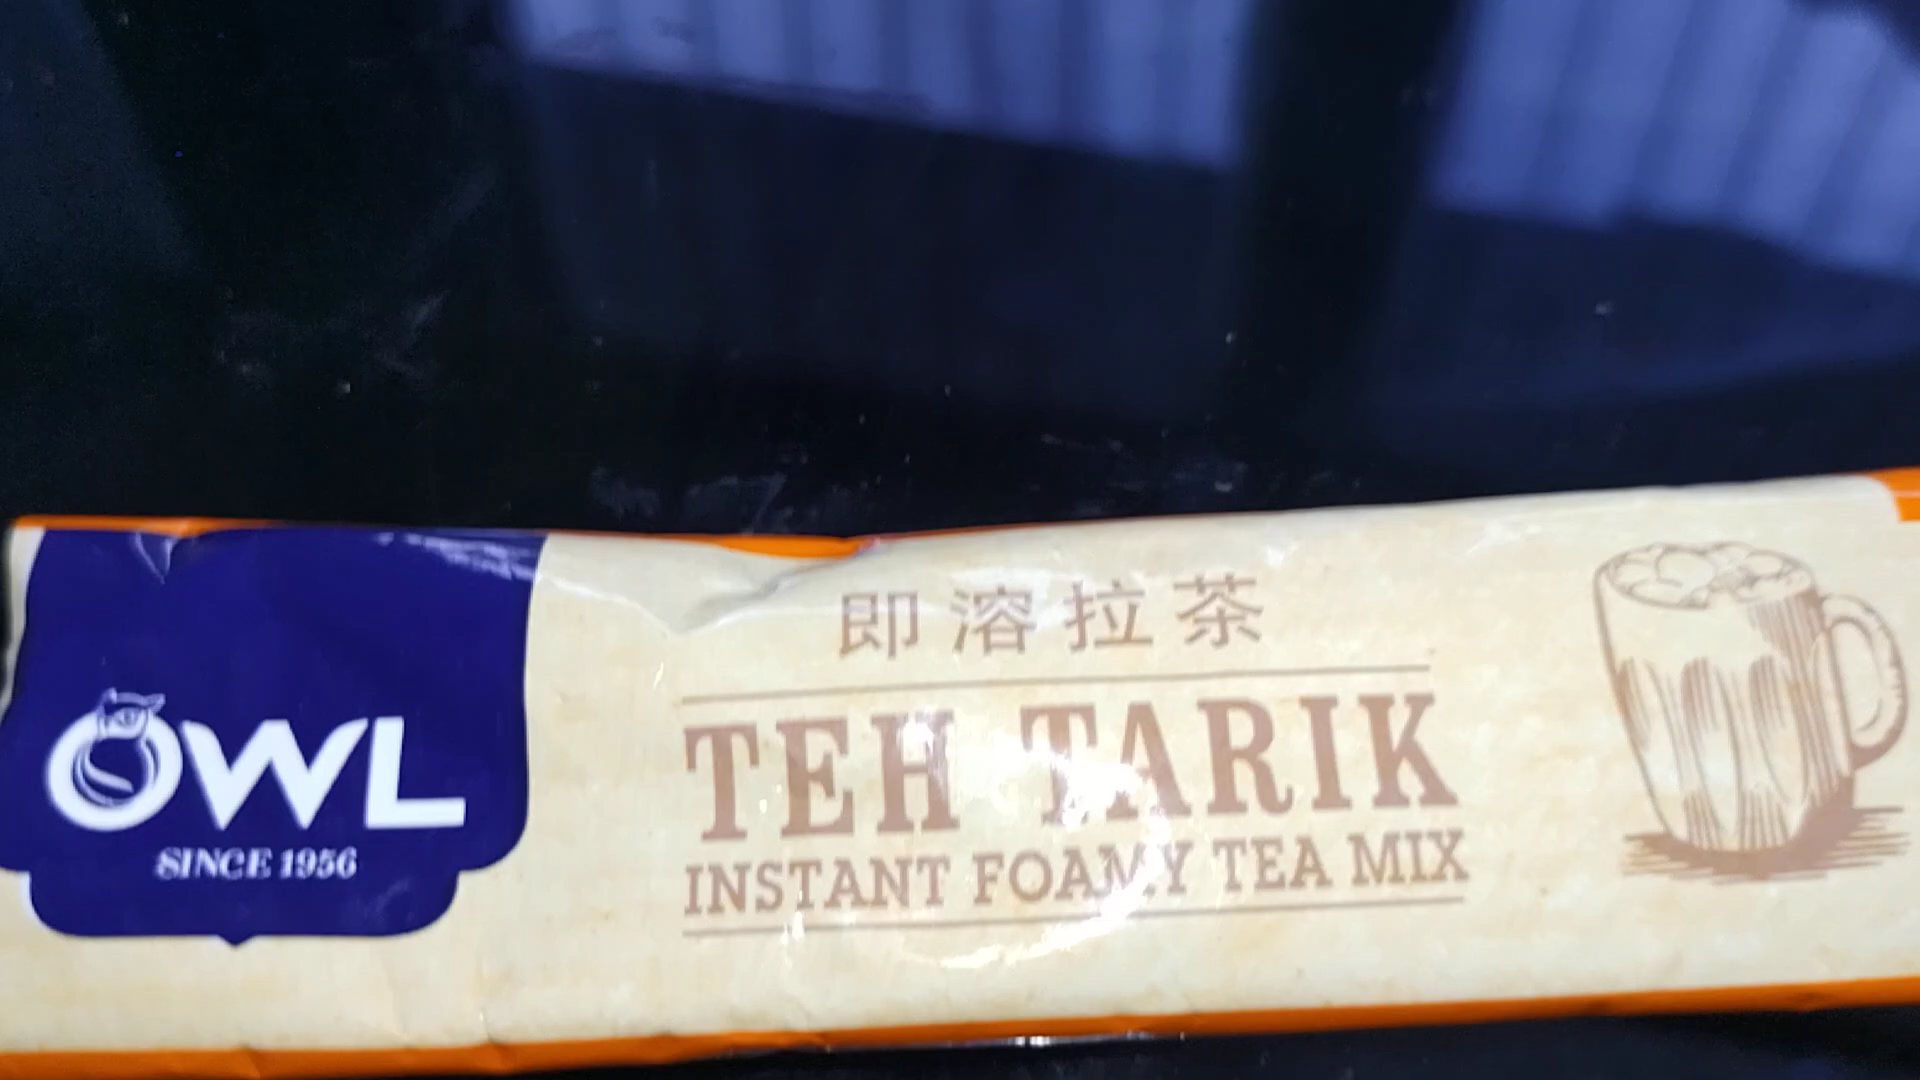 OWL
SINCE 1956
即溶拉茶
TEH TARIK
INSTANT FOAMY TEA MIX